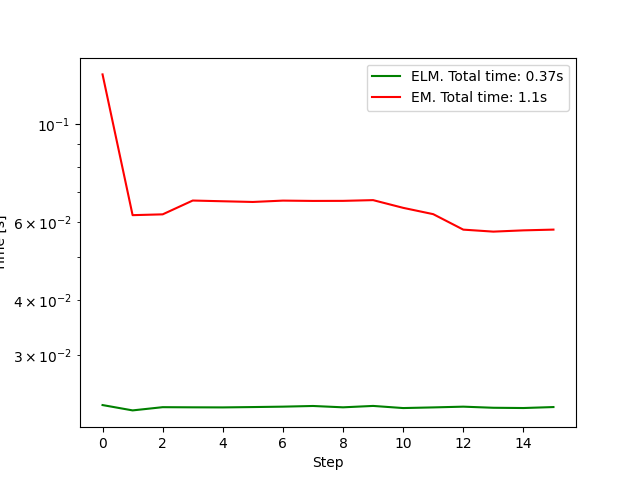 ELM. Total time: 0.37s
EM. Total time: 1.1s
10⁻¹
6 × 10⁻²
4 × 10⁻²
3 × 10⁻²
0 2 4 6 8 10 12 14
Step